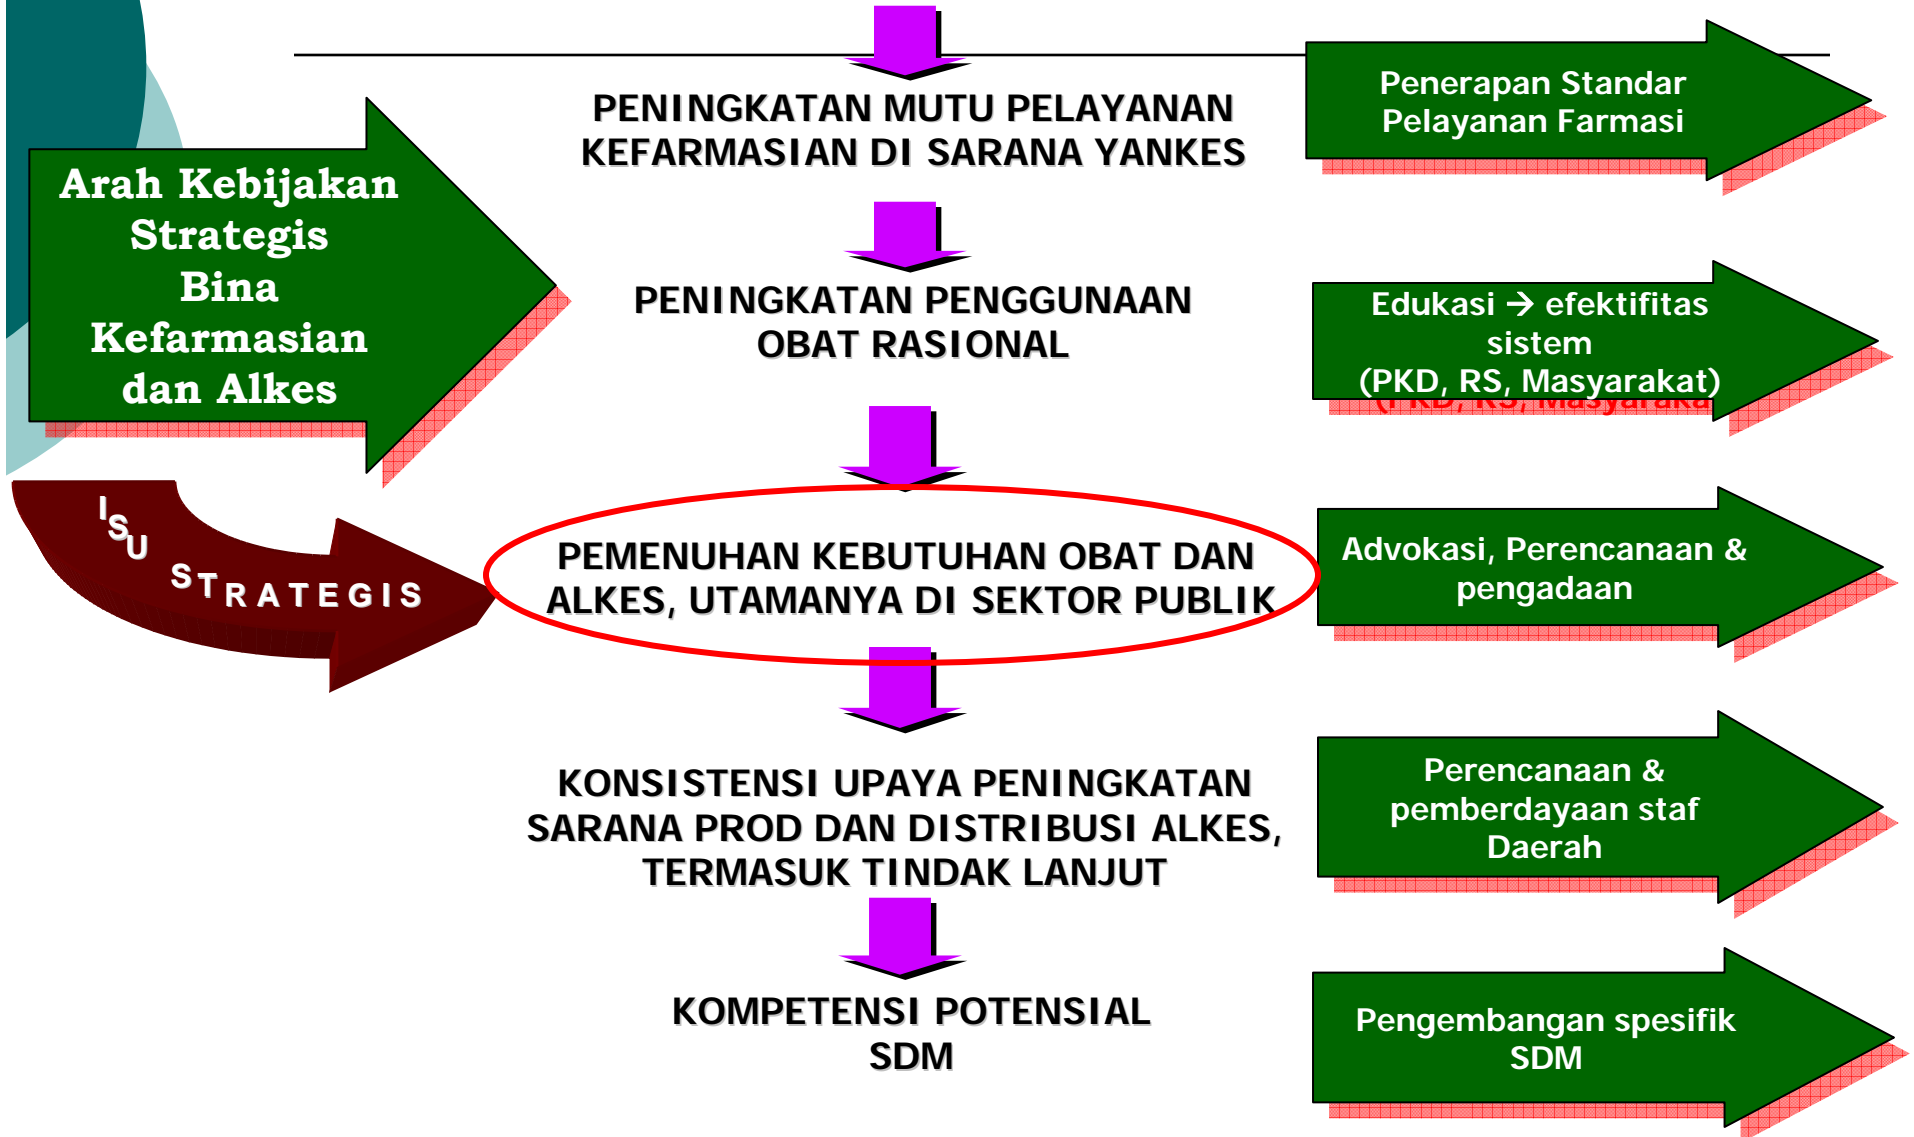 Arah Kebijakan
Strategis
Bina
Kefarmasian
dan Alkes
ISU STRATEGIS
PENINGKATAN MUTU PELAYANAN
KEFARMASIAN DI SARANA YANKES
Penerapan Standar
Pelayanan Farmasi
PENINGKATAN PENGGUNAAN
OBAT RASIONAL
Edukasi → efektifitas
sistem
(PKD, RS, Masyarakat)
PEMENUHAN KEBUTUHAN OBAT DAN
ALKES, UTAMANYA DI SEKTOR PUBLIK
Advokasi, Perencanaan &
pengadaan
KONSISTENSI UPAYA PENINGKATAN
SARANA PROD DAN DISTRIBUSI ALKES,
TERMASUK TINDAK LANJUT
Perencanaan &
pemberdayaan staf
Daerah
KOMPETENSI POTENSIAL
SDM
Pengembangan spesifik
SDM